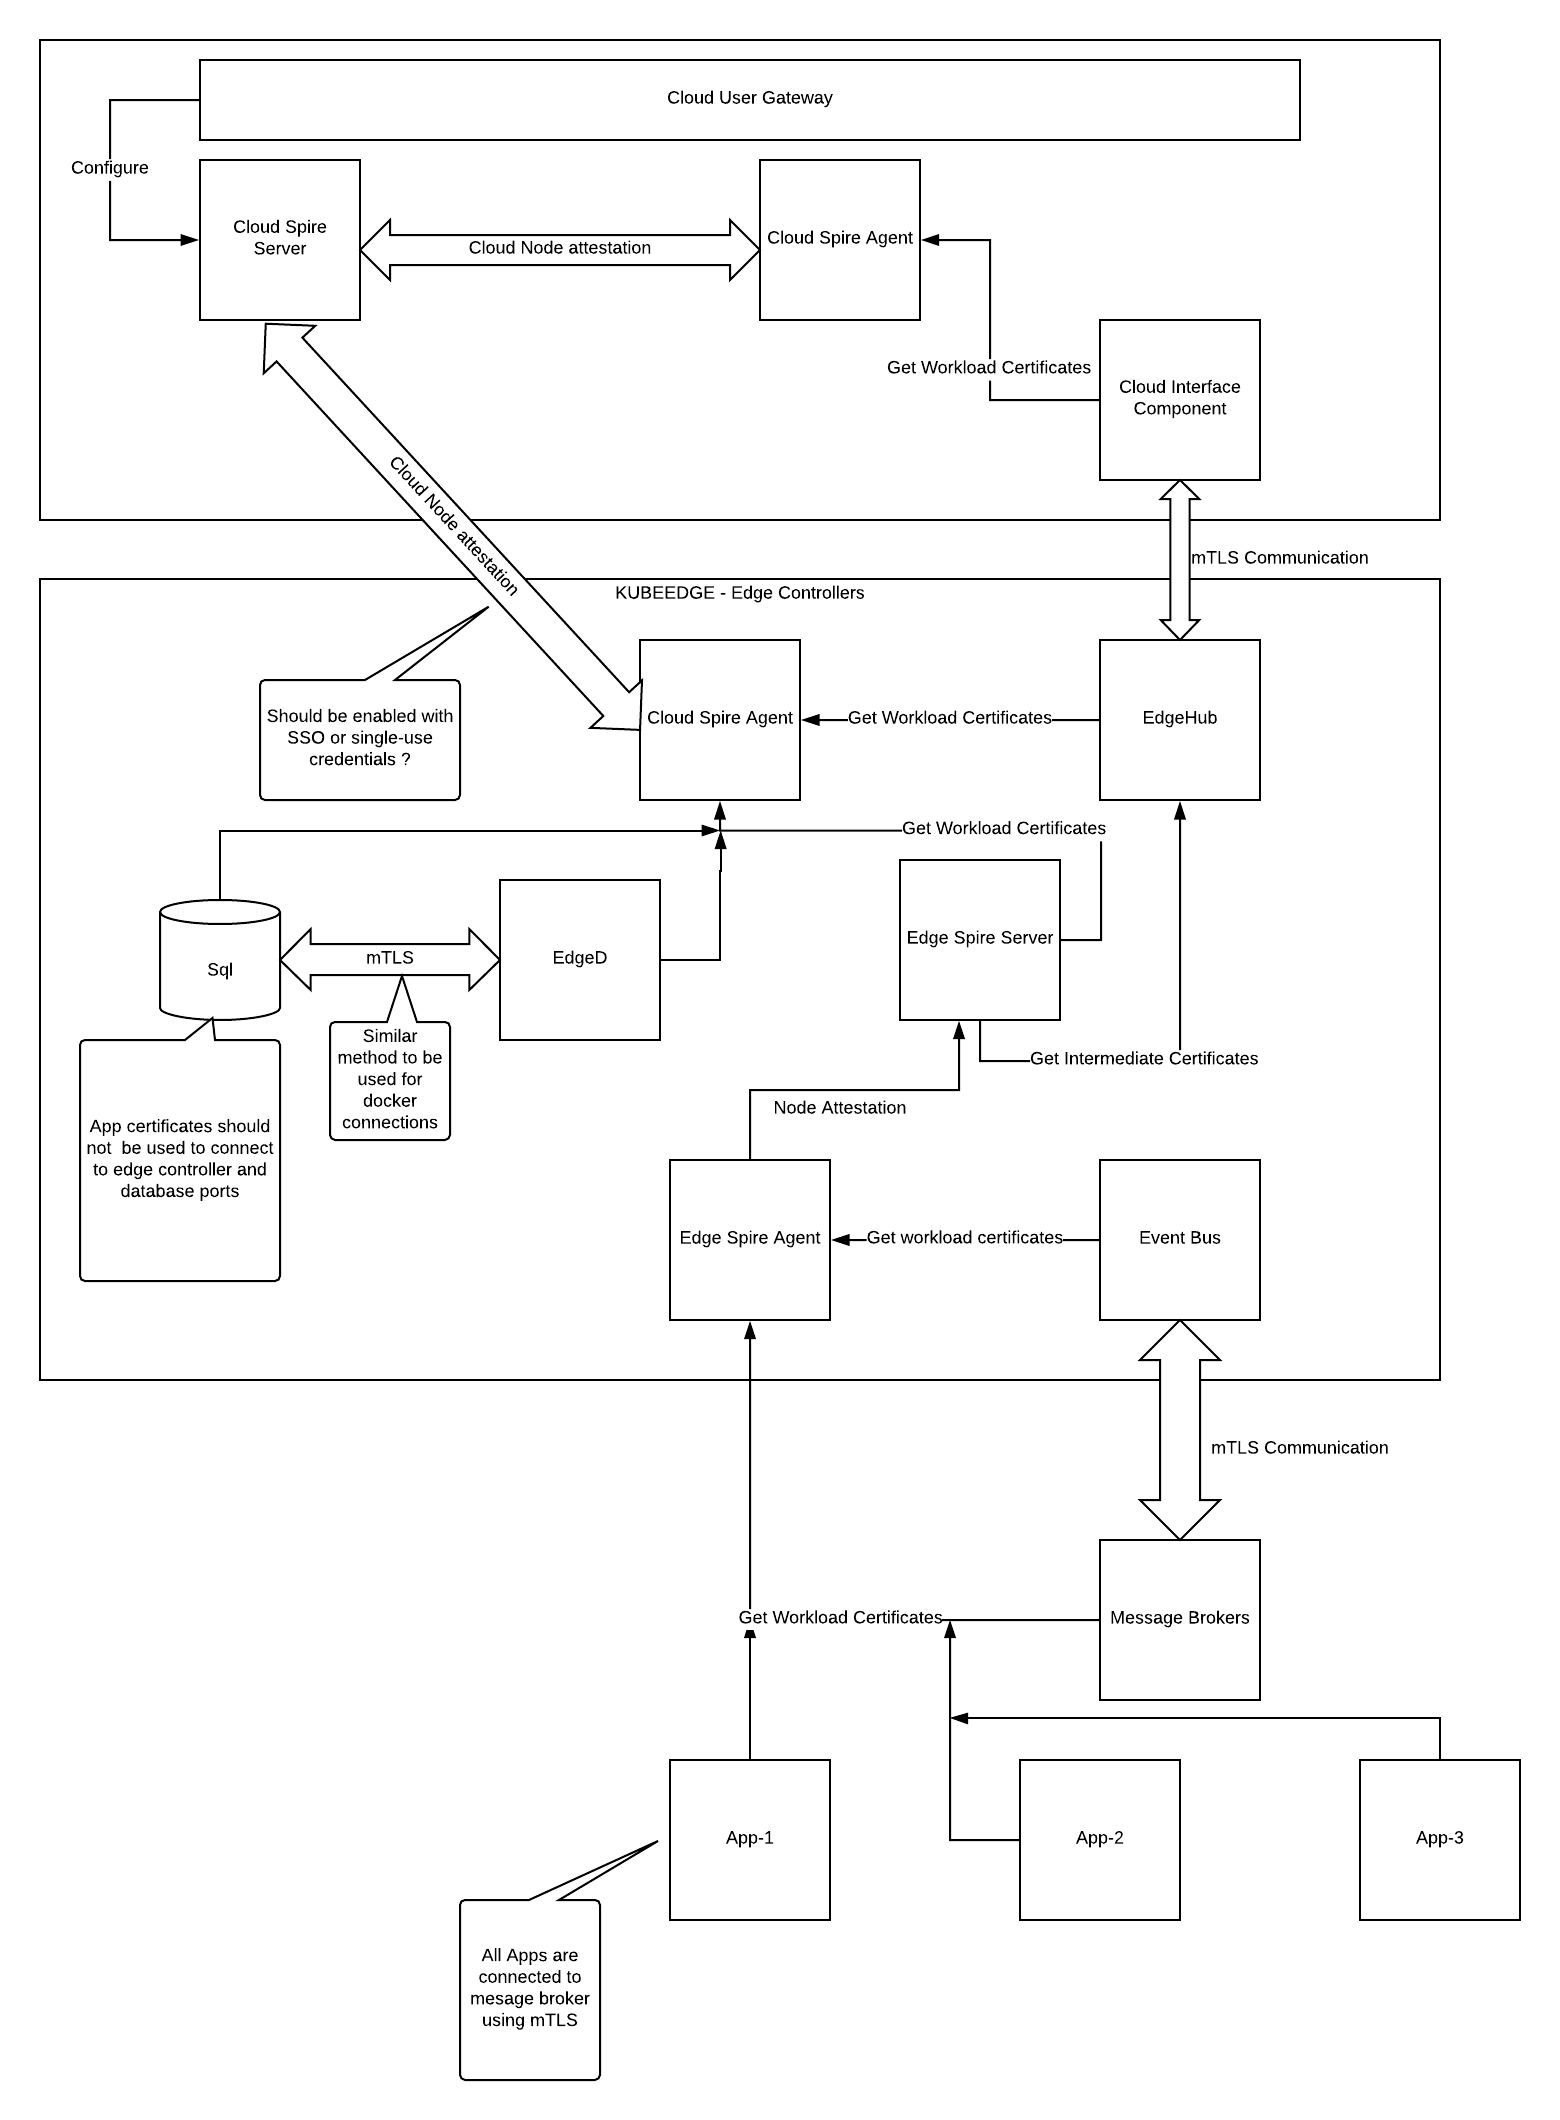 Cloud User Gateway
Configure
Cloud Spire
Server
Cloud Node attestation
Cloud Spire Agent
Get Workload Certificates
Cloud Interface
Component
Cloud Node attestation
mTLS Communication
KUBEEDGE - Edge Controllers
Should be enabled with
SSO or single-use
credentials ?
Cloud Spire Agent
Get Workload Certificates
EdgeHub
Get Workload Certificates
Sql
mTLS
EdgeD
Edge Spire Server
Similar
method to be
used for
docker
connections
Get Intermediate Certificates
Node Attestation
App certificates should
not  be used to connect
to edge controller and
database ports
Edge Spire Agent
Get workload certificates
Event Bus
mTLS Communication
Get Workload Certificates
Message Brokers
App-1
App-2
App-3
All Apps are
connected to
mesage broker
using mTLS